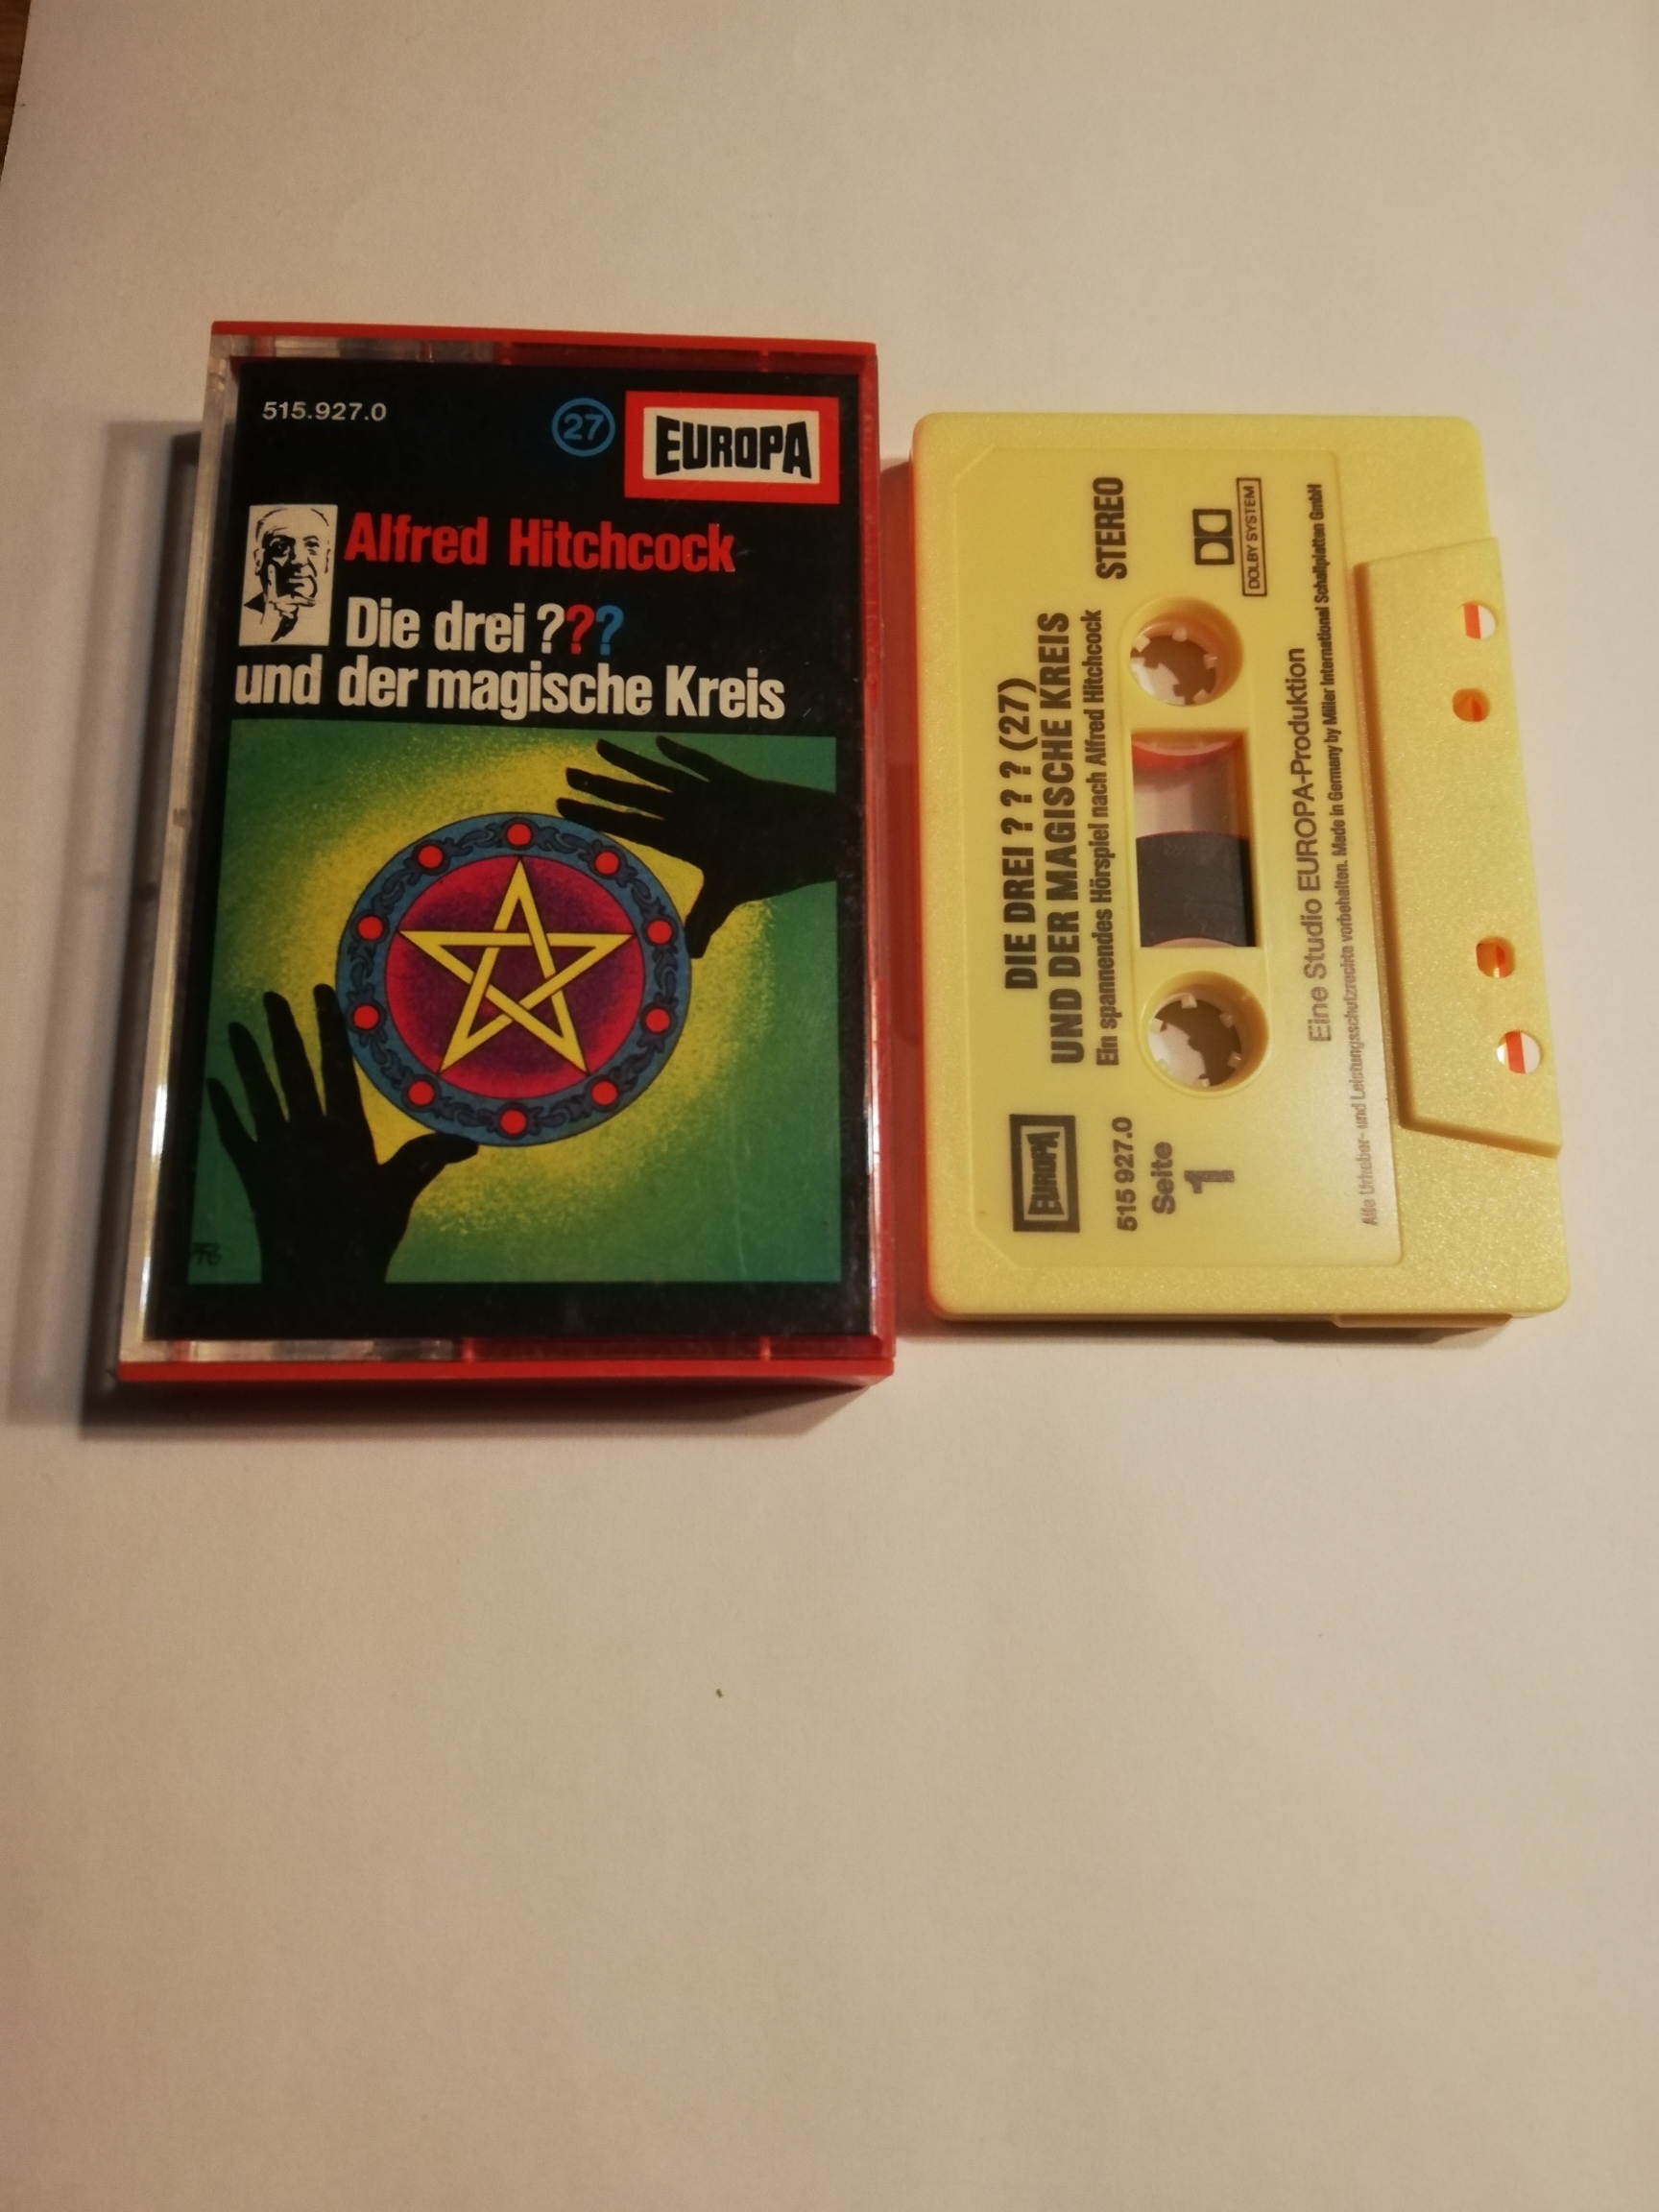 515.927.0
27
EUROPA
Alfred Hitchcock
Die drei ???
und der magische Kreis
DIE DREI ? ? ? (27)
UND DER MAGISCHE KREIS
Ein spannendes Hörspiel nach Alfred Hitchcock
STEREO
EUROPA
515 927.0
Seite
1
DOLBY SYSTEM
Eine Studio EUROPA-Produktion
Alle Urheber- und Leistungsschutzrechte vorbehalten. Made in Germany by Miller International Schallplatten GmbH